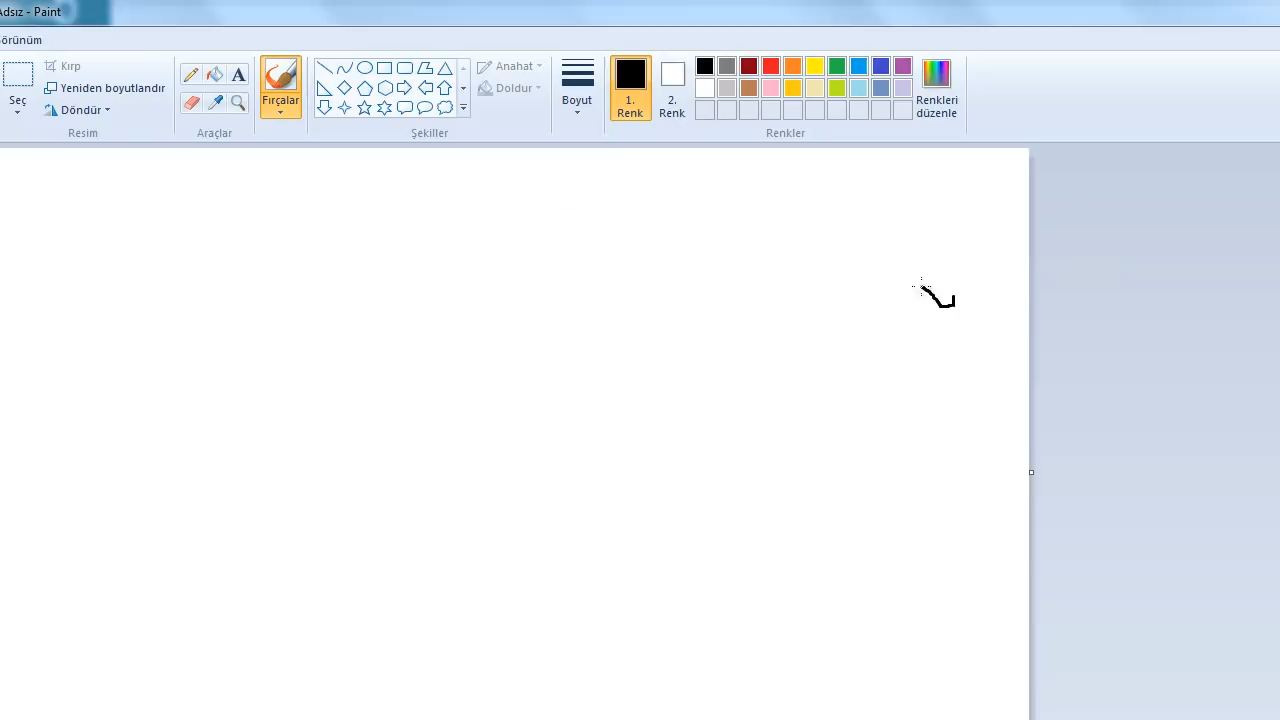 Adsız - Paint
Görünüm
Kırp
Yeniden boyutlandır
Döndür
Seç
Resim
A
Araçlar
Fırçalar
Anahat
Doldur
Şekiller
Boyut
1.
Renk
2.
Renk
Renkler
Renkleri
düzenle